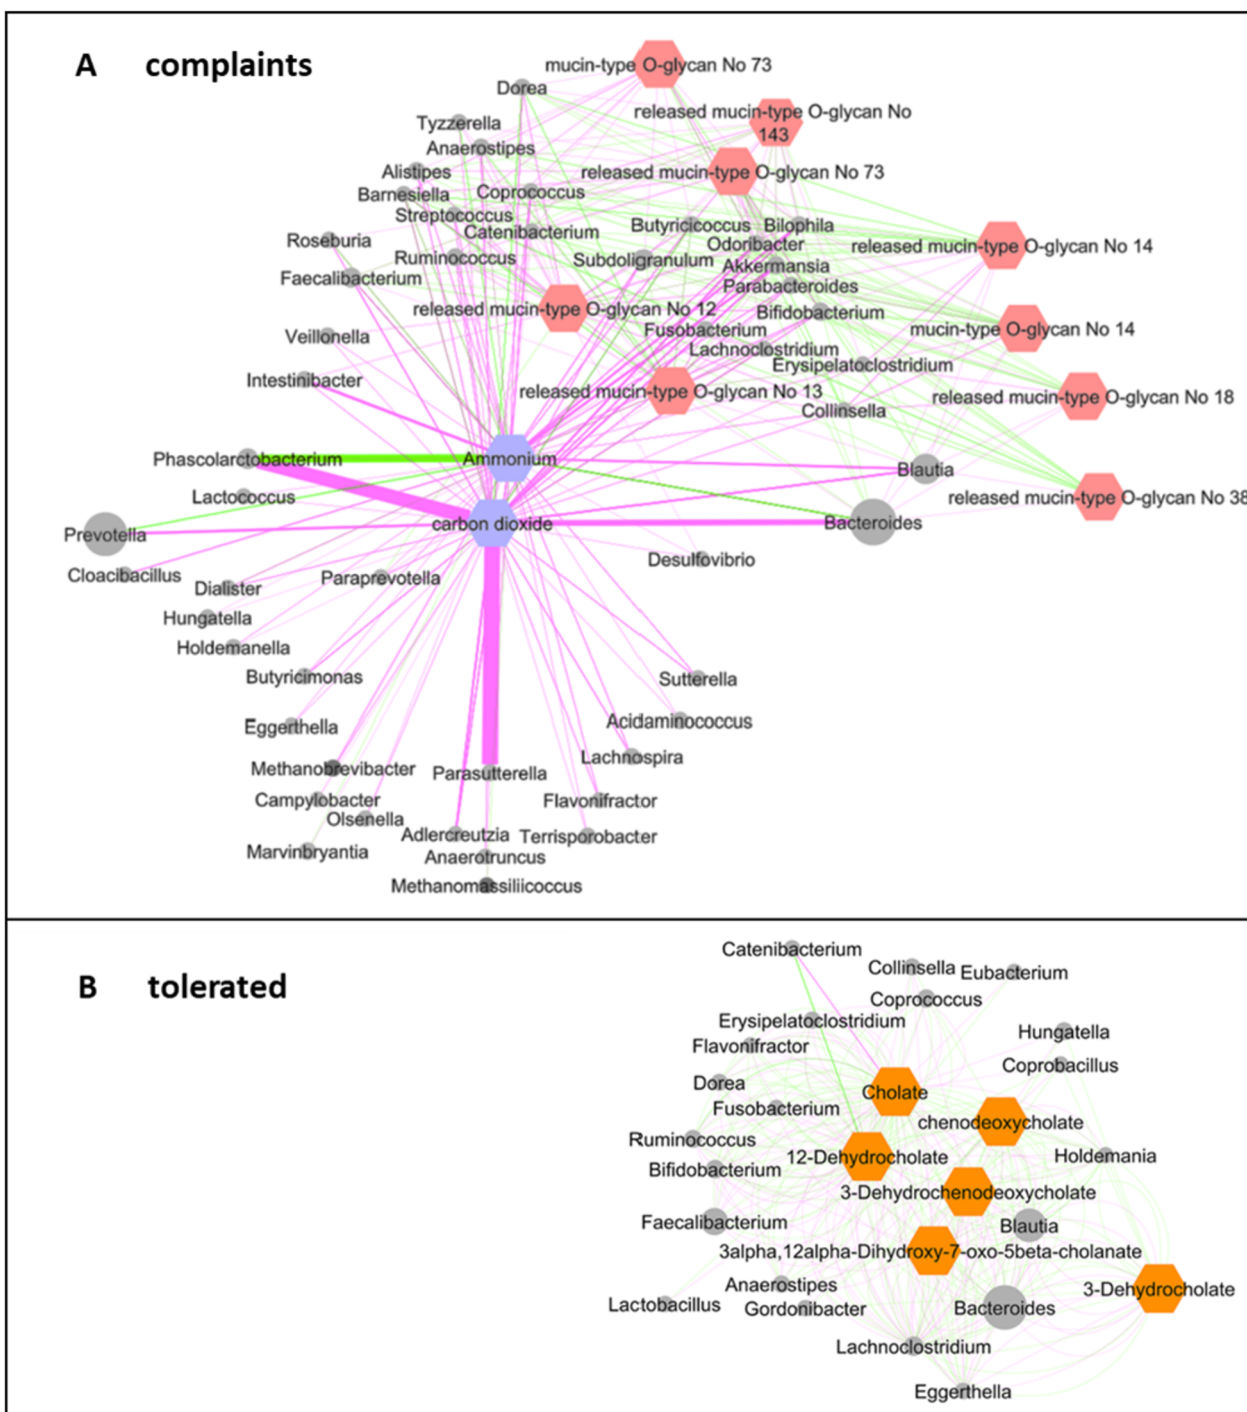 A complaints
mucin-type O-glycan No 73
Dorea
released mucin-type O-glycan No
143
Tyzzerella
Anaerostipes
Alistipes
released mucin-type O-glycan No 73
Barnesiella
Coprococcus
Streptococcus
Catenibacterium
Butyricicoccus
Bilophila
Roseburia
Odoribacter
released mucin-type O-glycan No 14
Ruminococcus
Subdoligranulum
Akkermansia
Faecalibacterium
Parabacteroides
released mucin-type O-glycan No 12
Bifidobacterium
Veillonella
Fusobacterium
mucin-type O-glycan No 14
Lachnoclostridium
Erysipelatoclostridium
Intestinibacter
released mucin-type O-glycan No 13
released mucin-type O-glycan No 18
Collinsella
Phascolarctobacterium
Ammonium
Blautia
Lactococcus
released mucin-type O-glycan No 38
carbon dioxide
Bacteroides
Prevotella
Desulfovibrio
Cloacibacillus
Paraprevotella
Dialister
Hungatella
Holdemanella
Butyricimonas
Sutterella
Eggerthella
Acidaminococcus
Lachnospira
Methanobrevibacter
Parasutterella
Campylobacter
Flavonifractor
Olsenella
Adlercreutzia
Terrisporobacter
Marvinbryantia
Anaerotruncus
Methanomassiliicoccus
B tolerated
Catenibacterium
Collinsella
Eubacterium
Coprococcus
Erysipelatoclostridium
Hungatella
Flavonifractor
Coprobacillus
Dorea
Cholate
Fusobacterium
chenodeoxycholate
Ruminococcus
12-Dehydrocholate
Holdemania
Bifidobacterium
3-Dehydrochenodeoxycholate
Faecalibacterium
Blautia
3alpha,12alpha-Dihydroxy-7-oxo-5beta-cholanate
Anaerostipes
3-Dehydrocholate
Lactobacillus
Gordonibacter
Bacteroides
Lachnoclostridium
Eggerthella